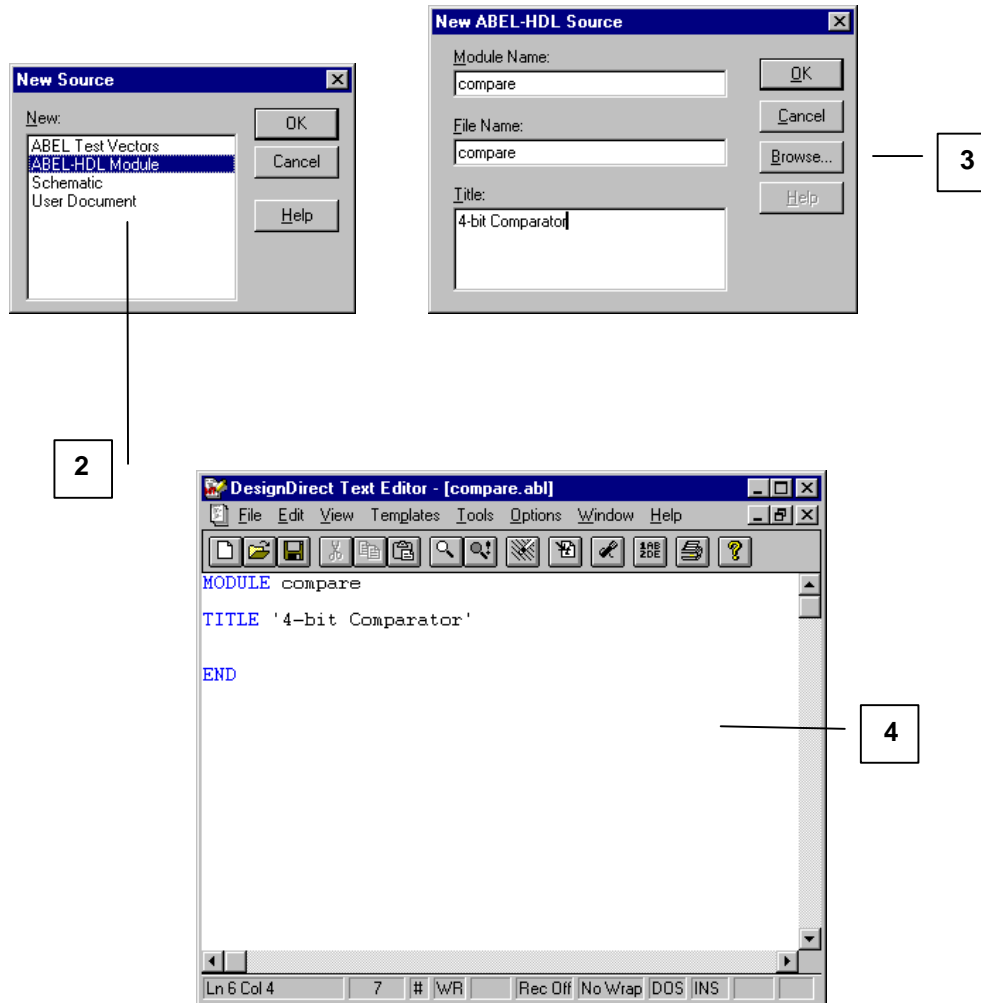 New Source
New:
ABEL Test Vectors
ABEL-HDL Module
Schematic
User Document
OK
Cancel
Help
2
New ABEL-HDL Source
Module Name:
compare
File Name:
compare
Title:
4-bit Comparator
OK
Cancel
Browse...
Help
3
DesignDirect Text Editor - [compare.abl]
File Edit View Templates Tools Options Window Help
MODULE compare
TITLE '4-bit Comparator'
END
4
Ln 6 Col 4 7 # WR Rec Off No Wrap DOS INS